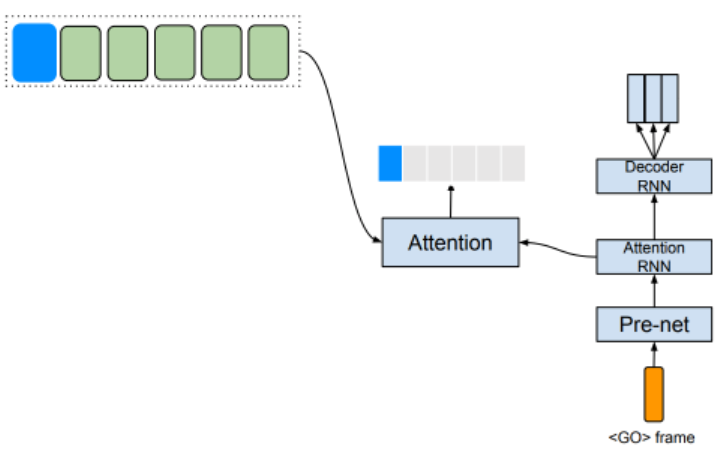 Decoder
RNN
Attention
Attention
RNN
Pre-net
<GO> frame